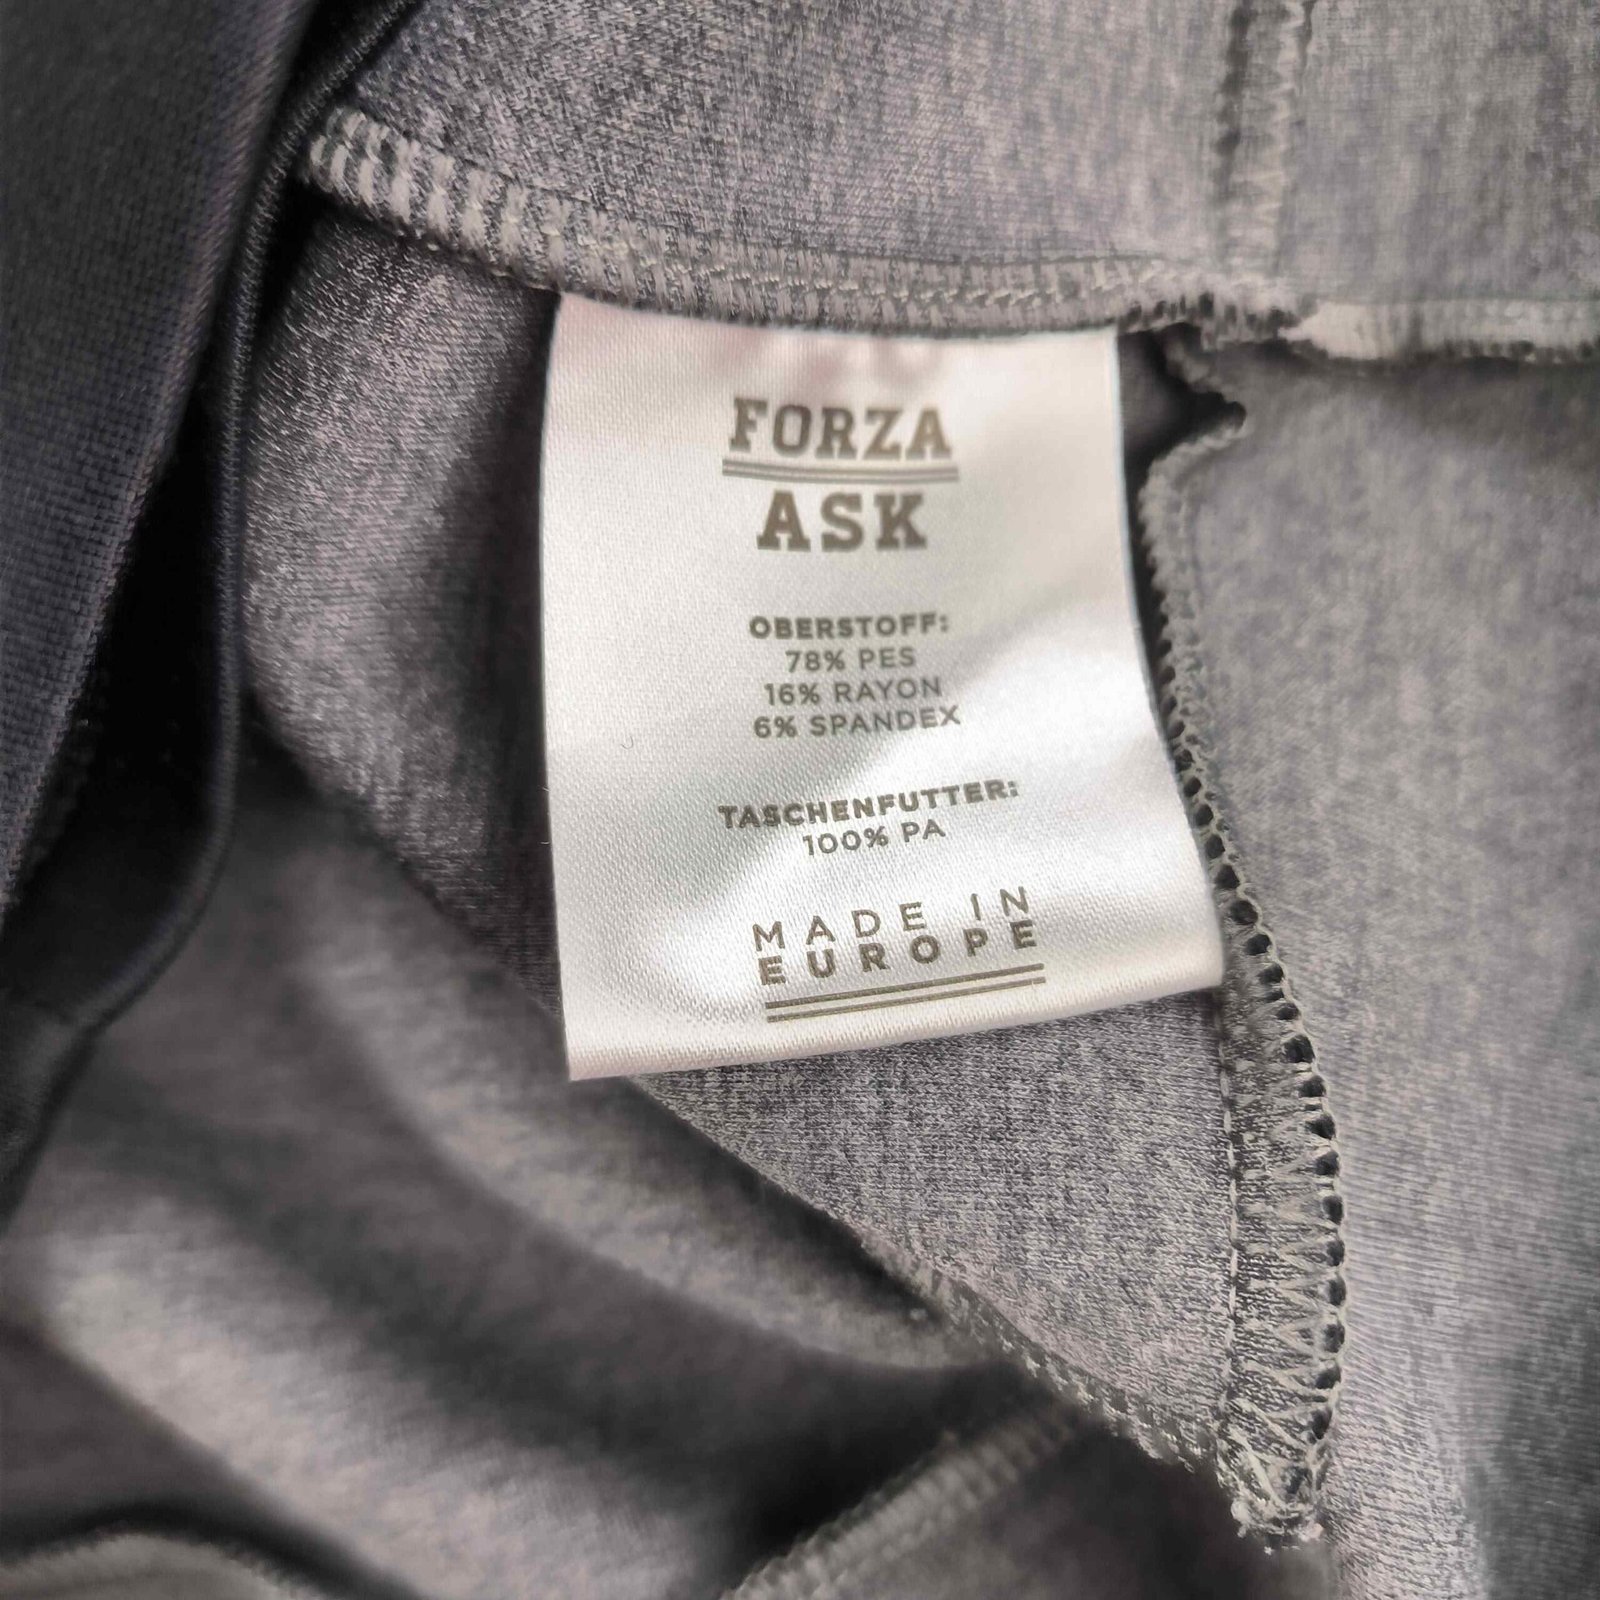 FORZA
ASK
OBERSTOFF:
78% PES
16% RAYON
6% SPANDEX
TASCHENFUTTER:
100% PA
MADE IN
EUROPE